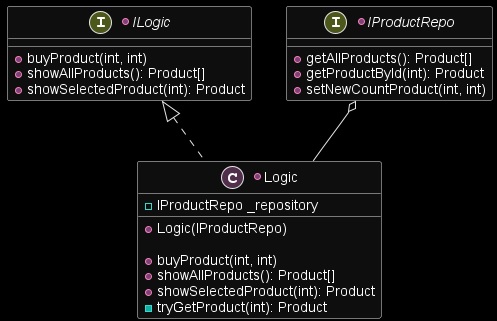 I ILogic
buyProduct(int, int)
showAllProducts(): Product[]
showSelectedProduct(int): Product
I IProductRepo
getAllProducts(): Product[]
getProductById(int): Product
setNewCountProduct(int, int)
C Logic
IProductRepo _repository
Logic(IProductRepo)
buyProduct(int, int)
showAllProducts(): Product[]
showSelectedProduct(int): Product
tryGetProduct(int): Product